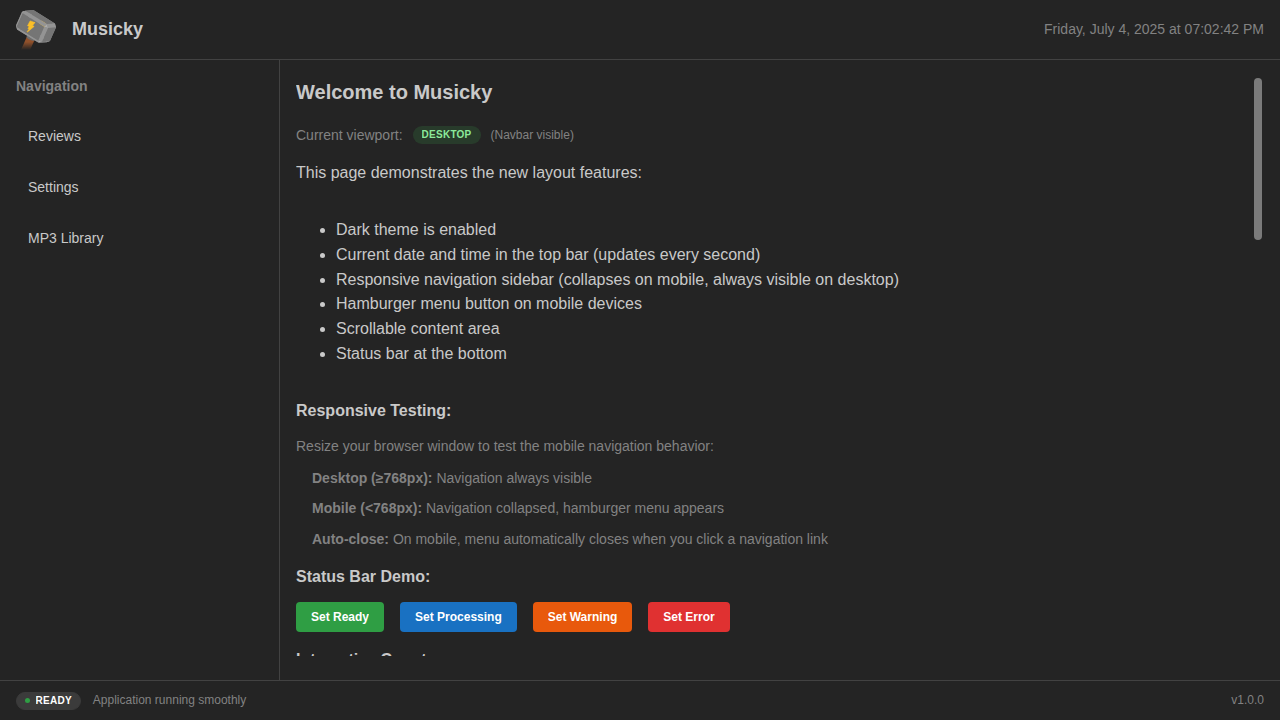 Musicky
Friday, July 4, 2025 at 07:02:42 PM
Navigation
Reviews
Settings
MP3 Library
Welcome to Musicky
Current viewport: DESKTOP (Navbar visible)
This page demonstrates the new layout features:
Dark theme is enabled
Current date and time in the top bar (updates every second)
Responsive navigation sidebar (collapses on mobile, always visible on desktop)
Hamburger menu button on mobile devices
Scrollable content area
Status bar at the bottom
Responsive Testing:
Resize your browser window to test the mobile navigation behavior:
Desktop (≥768px): Navigation always visible
Mobile (<768px): Navigation collapsed, hamburger menu appears
Auto-close: On mobile, menu automatically closes when you click a navigation link
Status Bar Demo:
Set Ready Set Processing Set Warning Set Error
READY Application running smoothly
v1.0.0